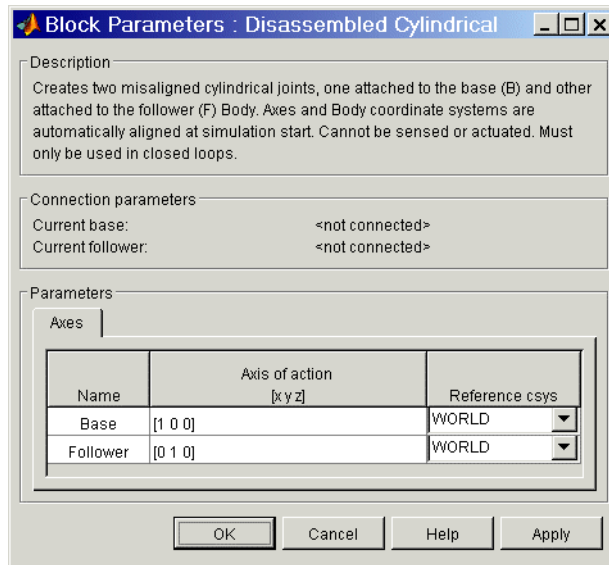 Block Parameters : Disassembled Cylindrical
Description
Creates two misaligned cylindrical joints, one attached to the base (B) and other
attached to the follower (F) Body. Axes and Body coordinate systems are
automatically aligned at simulation start. Cannot be sensed or actuated. Must
only be used in closed loops.
Connection parameters
Current base: <not connected>
Current follower: <not connected>
Parameters
Axes
Name Axis of action [x y z] Reference csys
Base [1 0 0] WORLD
Follower [0 1 0] WORLD
OK Cancel Help Apply